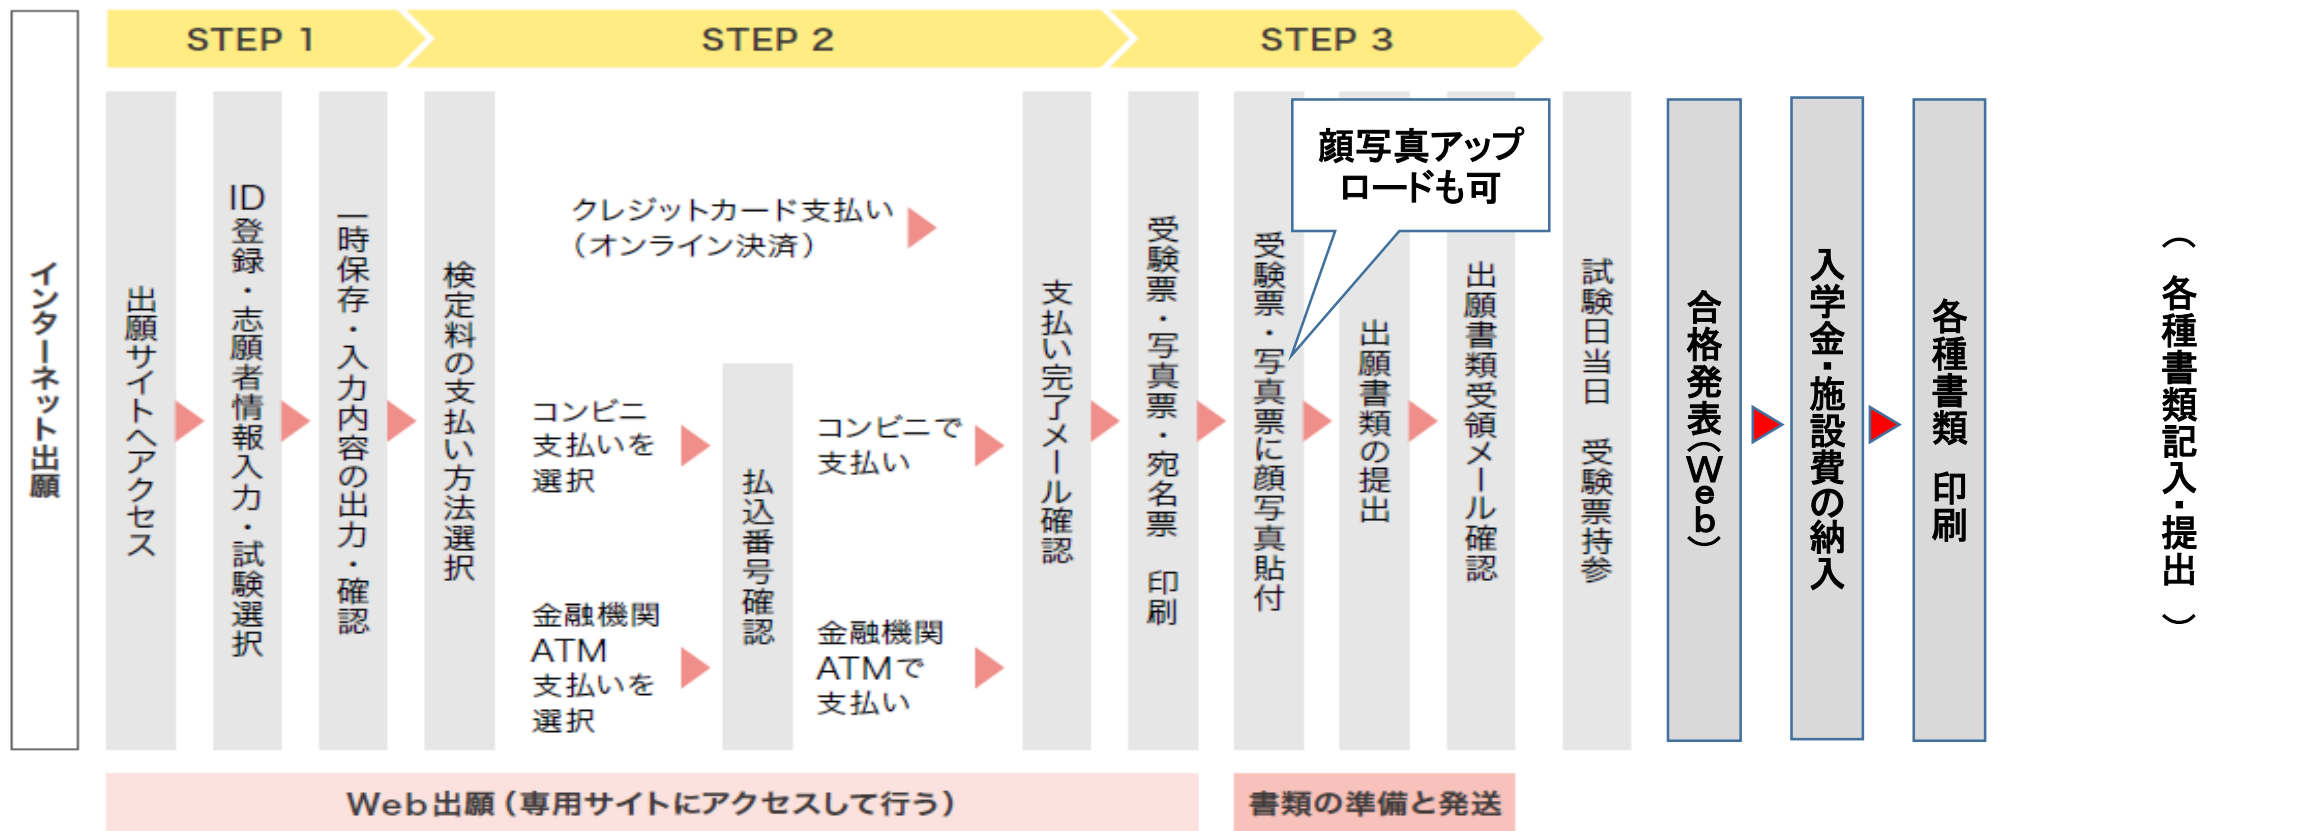 インターネット出願
STEP 1
STEP 2
STEP 3
出願サイトへアクセス
ID登録・志願者情報入力・試験選択
一時保存・入力内容の出力・確認
検定料の支払い方法選択
クレジットカード支払い
（オンライン決済）
コンビニ
支払いを
選択
金融機関
ATM
支払いを
選択
払込番号確認
コンビニで
支払い
金融機関
ATMで
支払い
支払い完了メール確認
受験票・写真票・宛名票　印刷
受験票・写真票に顔写真貼付
顔写真アップ
ロードも可
出願書類の提出
出願書類受領メール確認
試験日当日　受験票持参
合格発表（Web）
入学金・施設費の納入
各種書類　印刷
（　各種書類記入・提出　）
Web出願（専用サイトにアクセスして行う）
書類の準備と発送